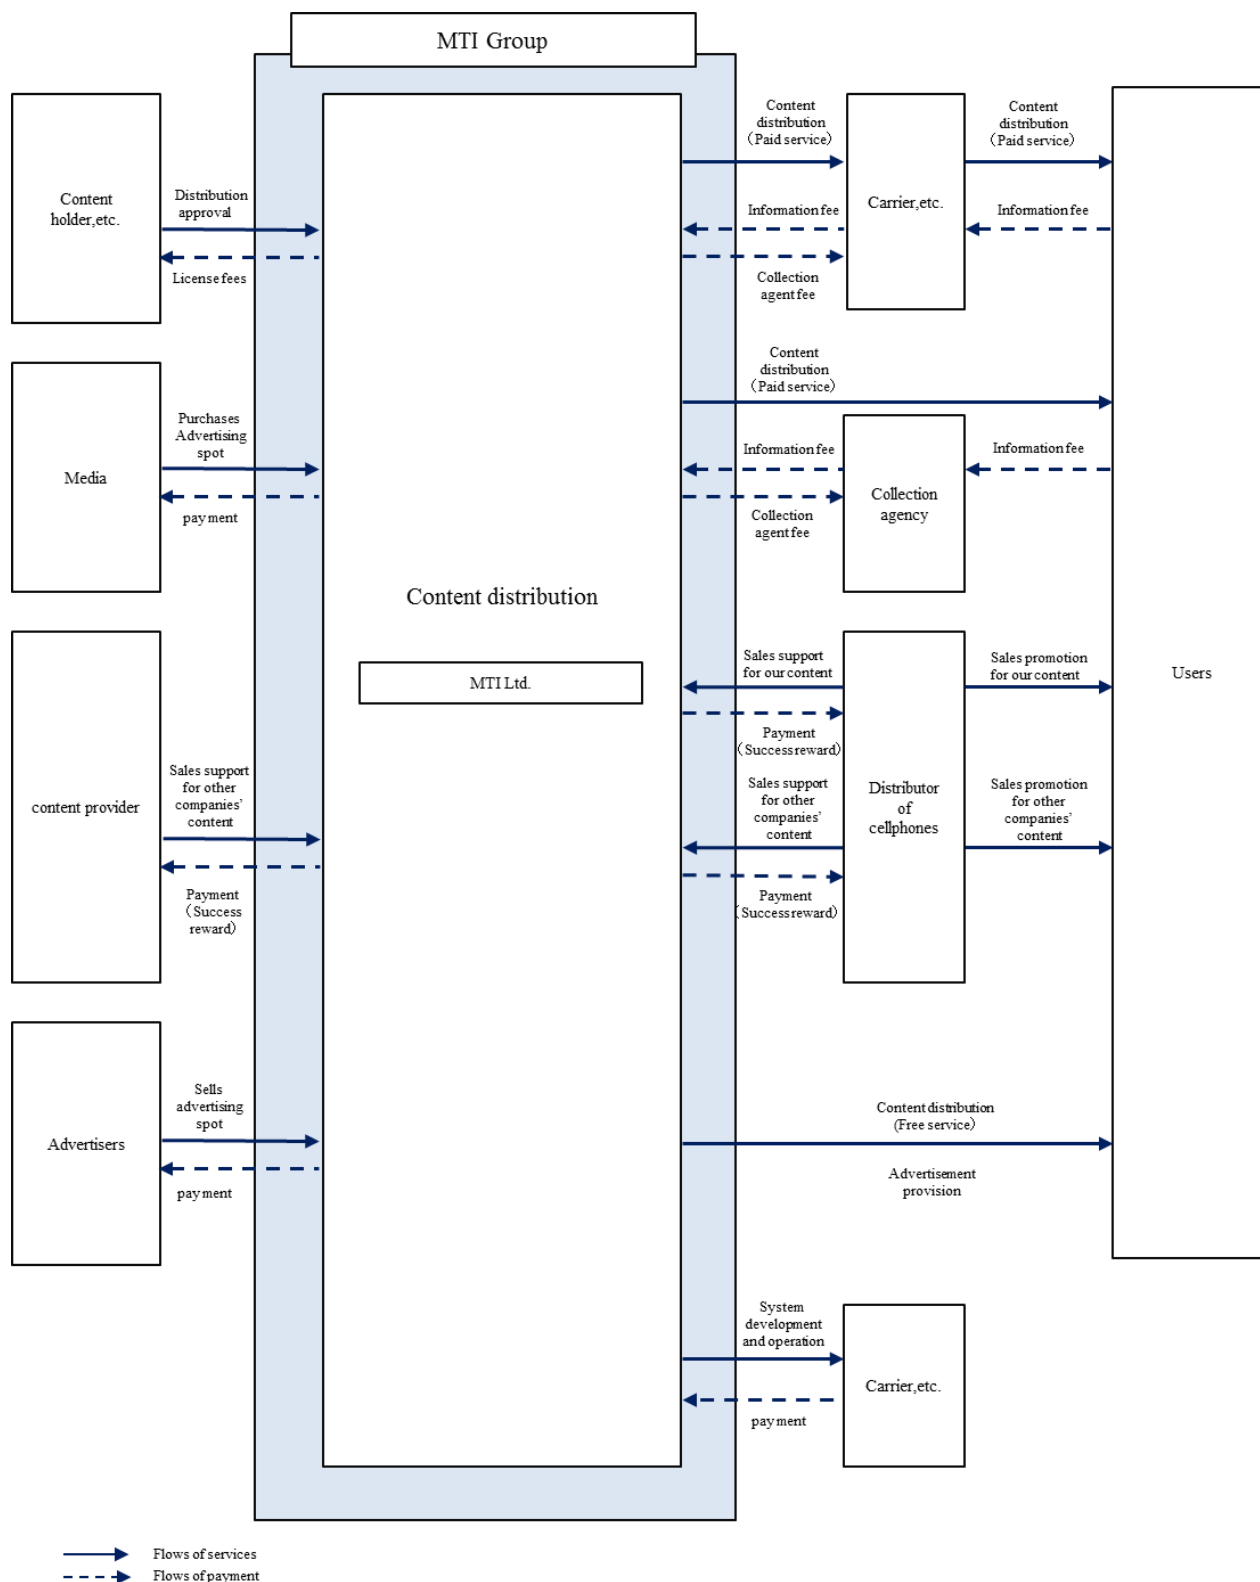 MTI Group
Content
holder,etc.
Distribution
approval
License fees
Content
distribution
(Paid service)
Information fee
Collection
agent fee
Carrier,etc.
Content
distribution
(Paid service)
Information fee
Media
Purchases
Advertising
spot
payment
Content
distribution
(Paid service)
Information fee
Collection
agent fee
Collection
agency
Information fee
Content distribution
MTI Ltd.
Users
content provider
Sales support
for other
companies’
content
Payment
(Success
reward)
Sales support
for our content
Payment
(Success reward)
Sales support
for other
companies’
content
Payment
(Success reward)
Distributor
of
cellphones
Sales promotion
for our content
Sales promotion
for other
companies’
content
Advertisers
Sells
advertising
spot
payment
Content distribution
(Free service)
Advertisement
provision
System
development
and operation
payment
Carrier,etc.
Flows of services
Flows of payment